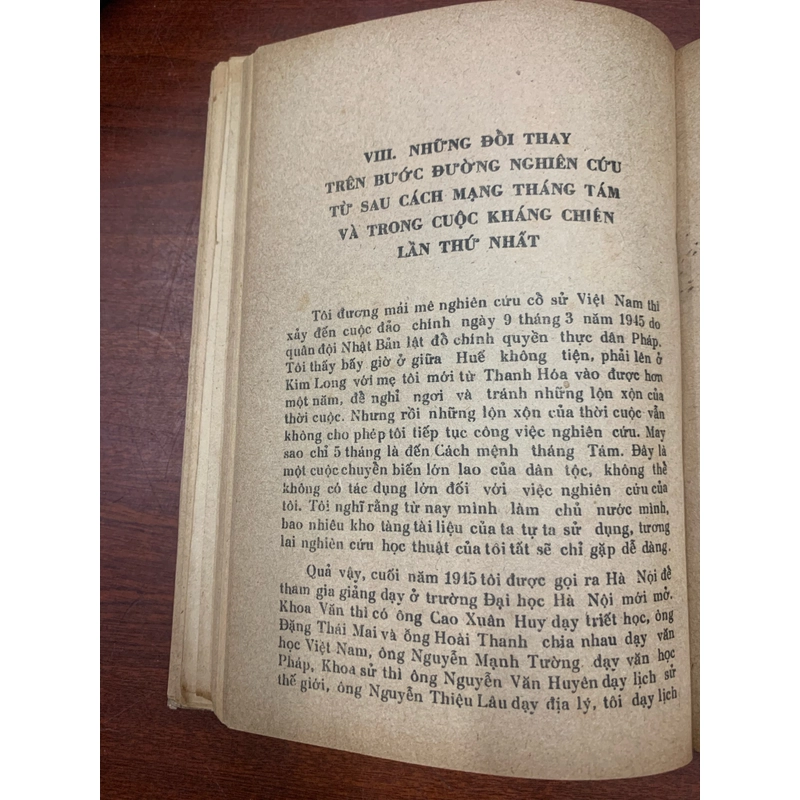 VIII. NHỮNG ĐỔI THAY
TRÊN BƯỚC ĐƯỜNG NGHIÊN CỨU
TỪ SAU CÁCH MẠNG THÁNG TÁM
VÀ TRONG CUỘC KHÁNG CHIẾN
LẦN THỨ NHẤT
Tôi đương mải mê nghiên cứu cổ sử Việt Nam thì
xảy đến cuộc đảo chính ngày 9 tháng 3 năm 1945 do
quân đội Nhật Bản lật đổ chính quyền thực dân Pháp.
Tôi thấy bấy giờ ở giữa Huế không tiện, phải lên ở
Kim Long với mẹ tôi mới từ Thanh Hóa vào được hơn
một năm, để nghỉ ngơi và tránh những lộn xộn của
thời cuộc. Nhưng rồi những lộn xộn của thời cuộc vẫn
không cho phép tôi tiếp tục công việc nghiên cứu. May
sao chỉ 5 tháng là đến Cách mệnh tháng Tám. Đây là
một cuộc chuyển biến lớn lao của dân tộc, không thể
không có tác dụng lớn đối với việc nghiên cứu của
tôi. Tôi nghĩ rằng từ nay mình làm chủ nước mình,
bao nhiêu kho tàng tài liệu của ta tự ta sử dụng, tương
lai nghiên cứu học thuật của tôi tất sẽ chỉ gặp dễ dàng.
Quả vậy, cuối năm 1945 tôi được gọi ra Hà Nội để
tham gia giảng dạy ở trường Đại học Hà Nội mới mở.
Khoa Văn thì có ông Cao Xuân Huy dạy triết học, ông
Đặng Thái Mai và ông Hoài Thanh chia nhau dạy văn
học Việt Nam, ông Nguyễn Mạnh Tường dạy văn học
Pháp, Khoa sử thì ông Nguyễn Văn Huyên dạy lịch sử
thế giới, ông Nguyễn Thiệu Lâu dạy địa lý, tôi dạy lịch